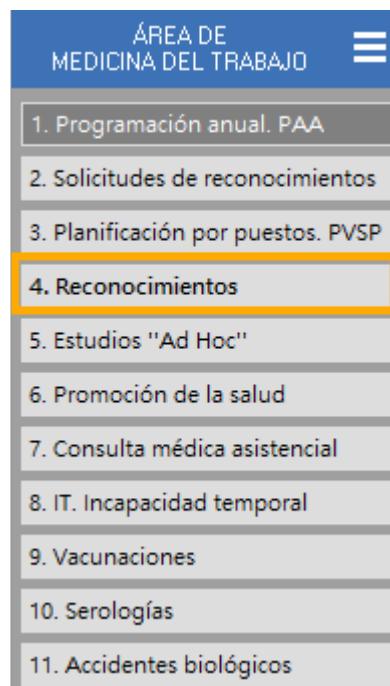 ÁREA DE
MEDICINA DEL TRABAJO
1. Programación anual. PAA
2. Solicitudes de reconocimientos
3. Planificación por puestos. PVSP
4. Reconocimientos
5. Estudios "Ad Hoc"
6. Promoción de la salud
7. Consulta médica asistencial
8. IT. Incapacidad temporal
9. Vacunaciones
10. Serologías
11. Accidentes biológicos